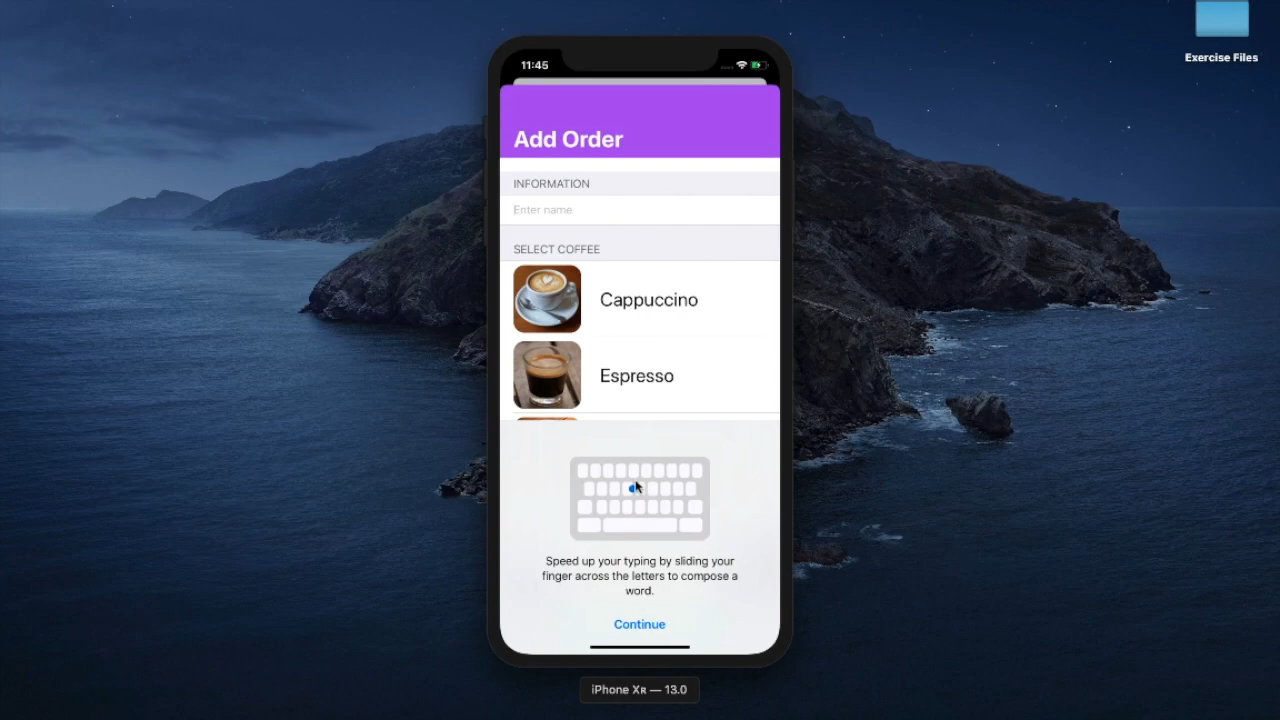 Exercise Files
11:45
Add Order
INFORMATION
Enter name
SELECT COFFEE
Cappuccino
Espresso
Speed up your typing by sliding your
finger across the letters to compose a
word.
Continue
iPhone Xʀ — 13.0